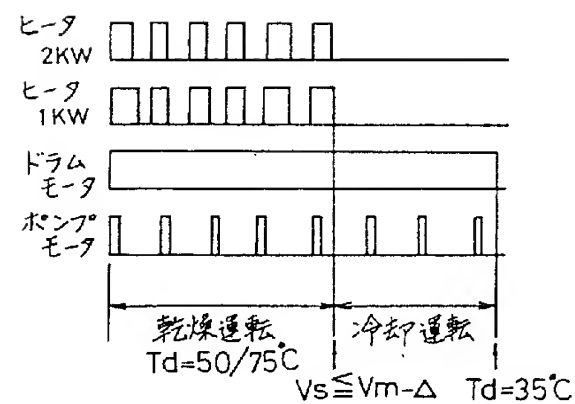 ヒータ
2KW
ヒータ
1KW
ドラム
モータ
ポンプ
モータ
乾燥運転
冷却運転
Td=50/75℃
Vs≦Vm-Δ
Td=35℃